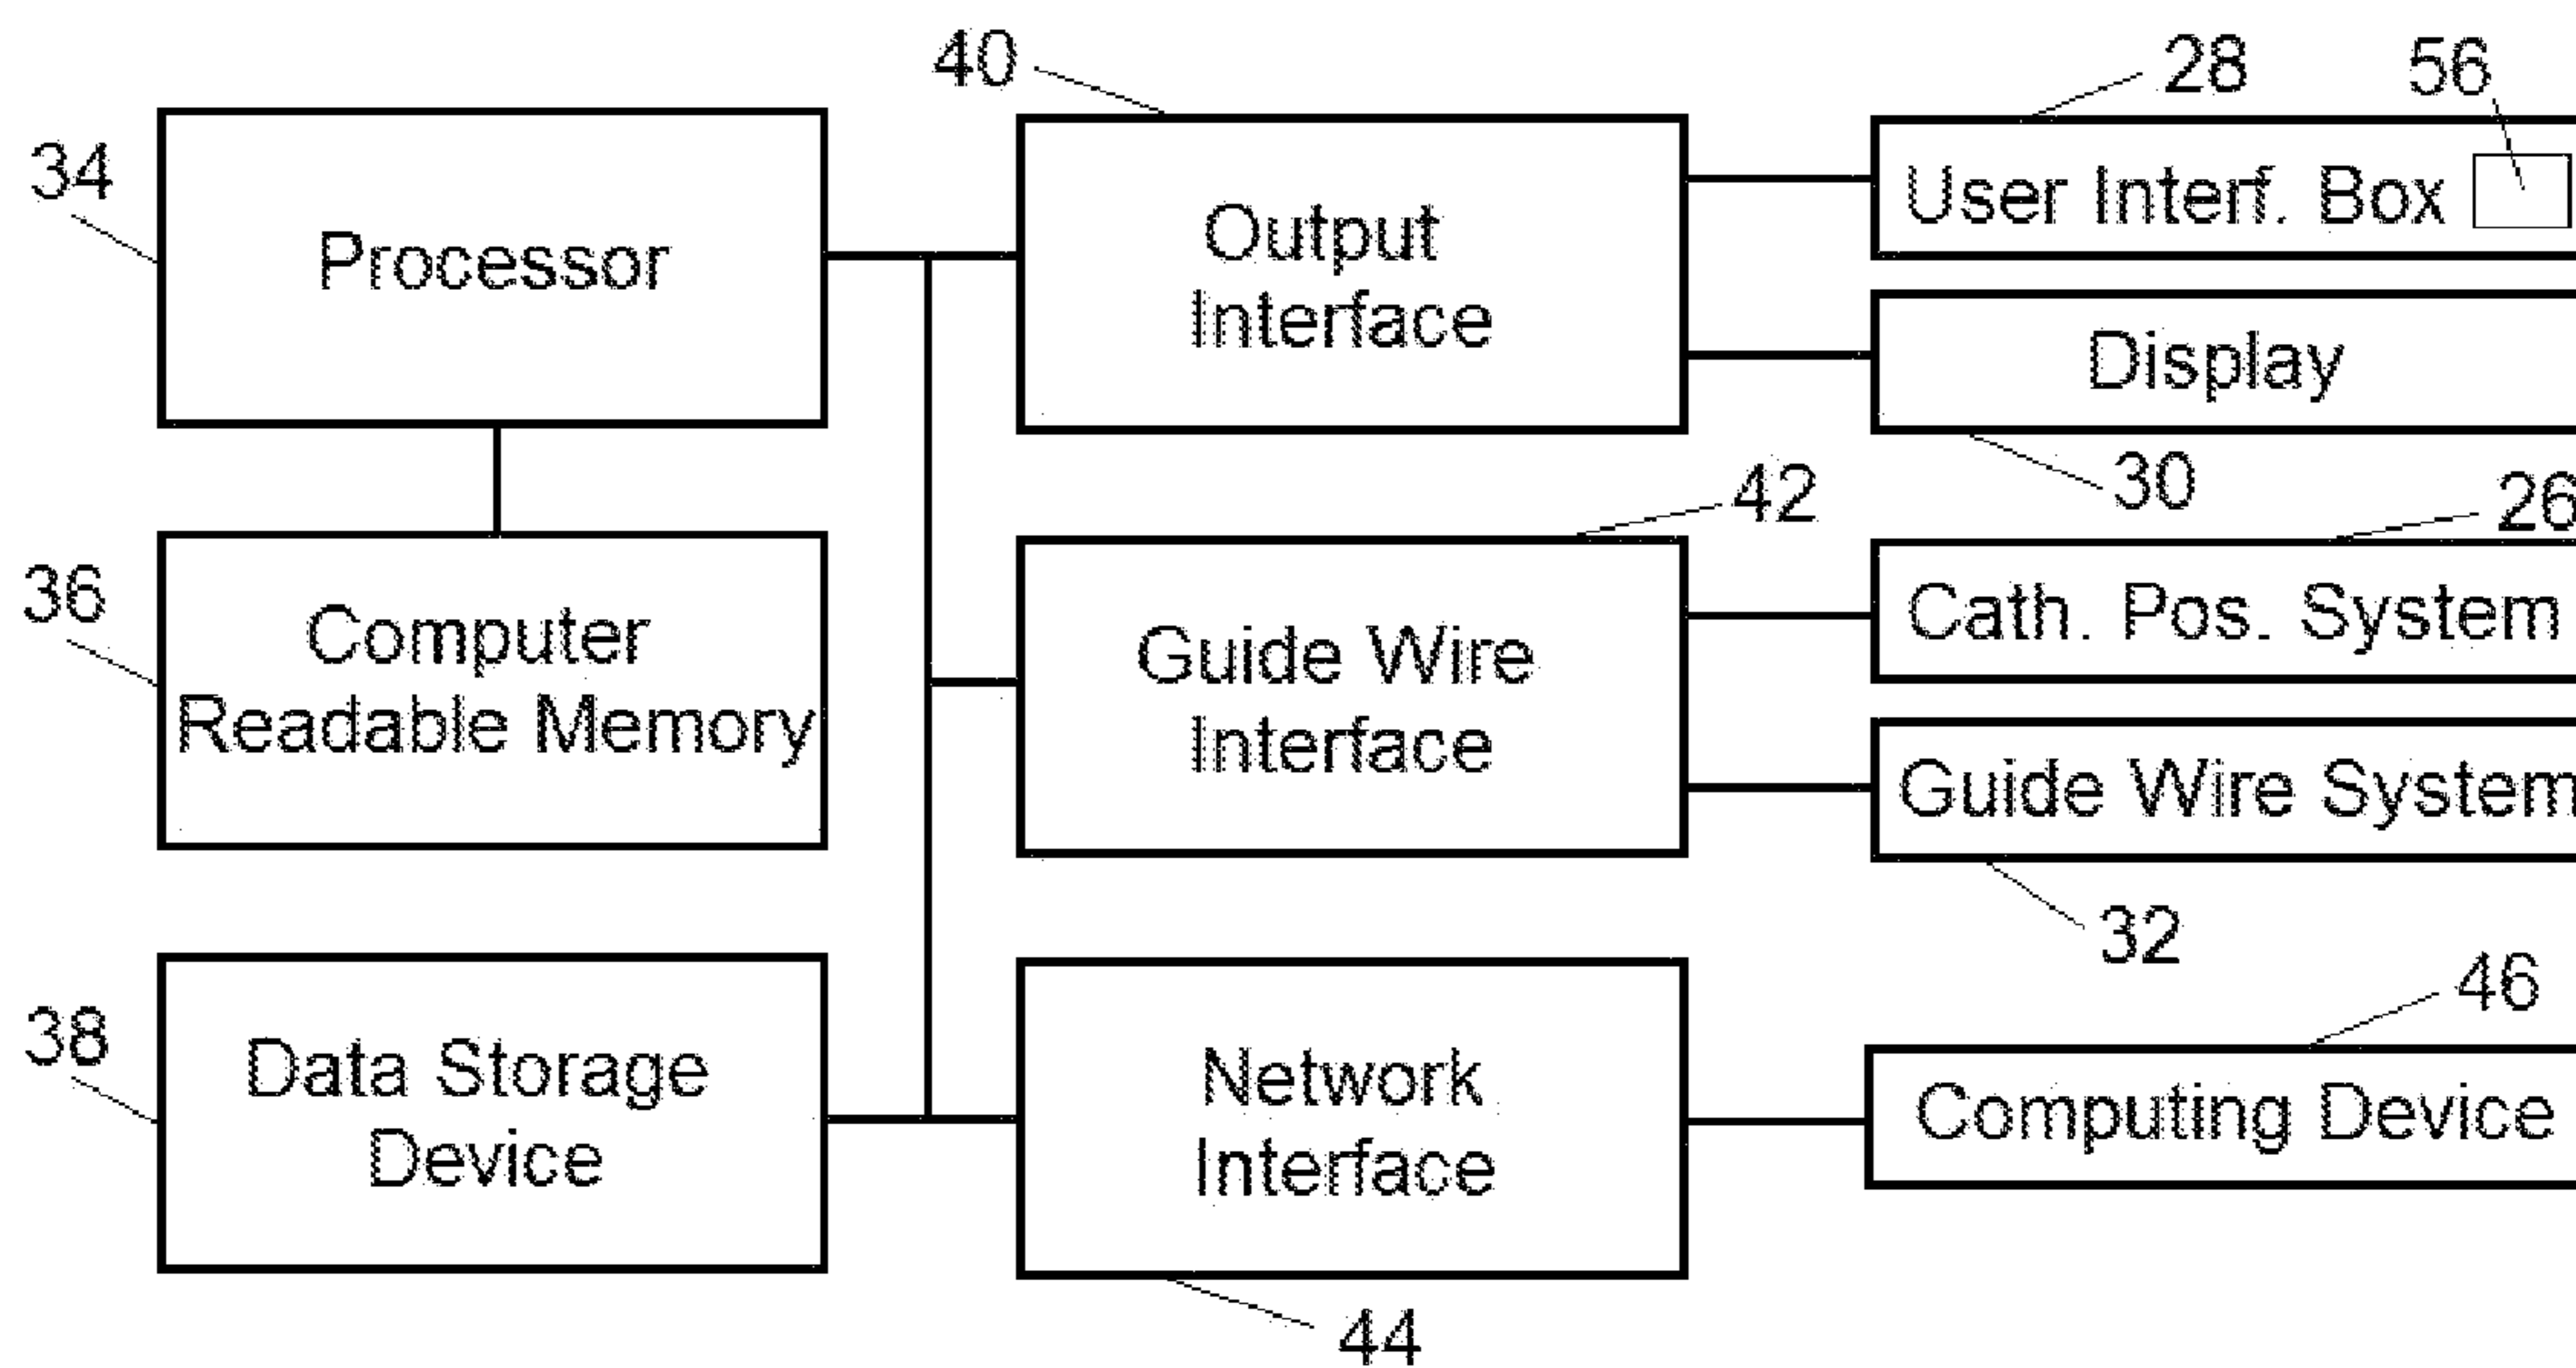 40
28
56
34
Processor
Output
Interface
User Interf. Box
Display
30
42
26
36
Computer
Readable Memory
Guide Wire
Interface
Cath. Pos. System
Guide Wire System
32
46
38
Data Storage
Device
Network
Interface
Computing Device
44